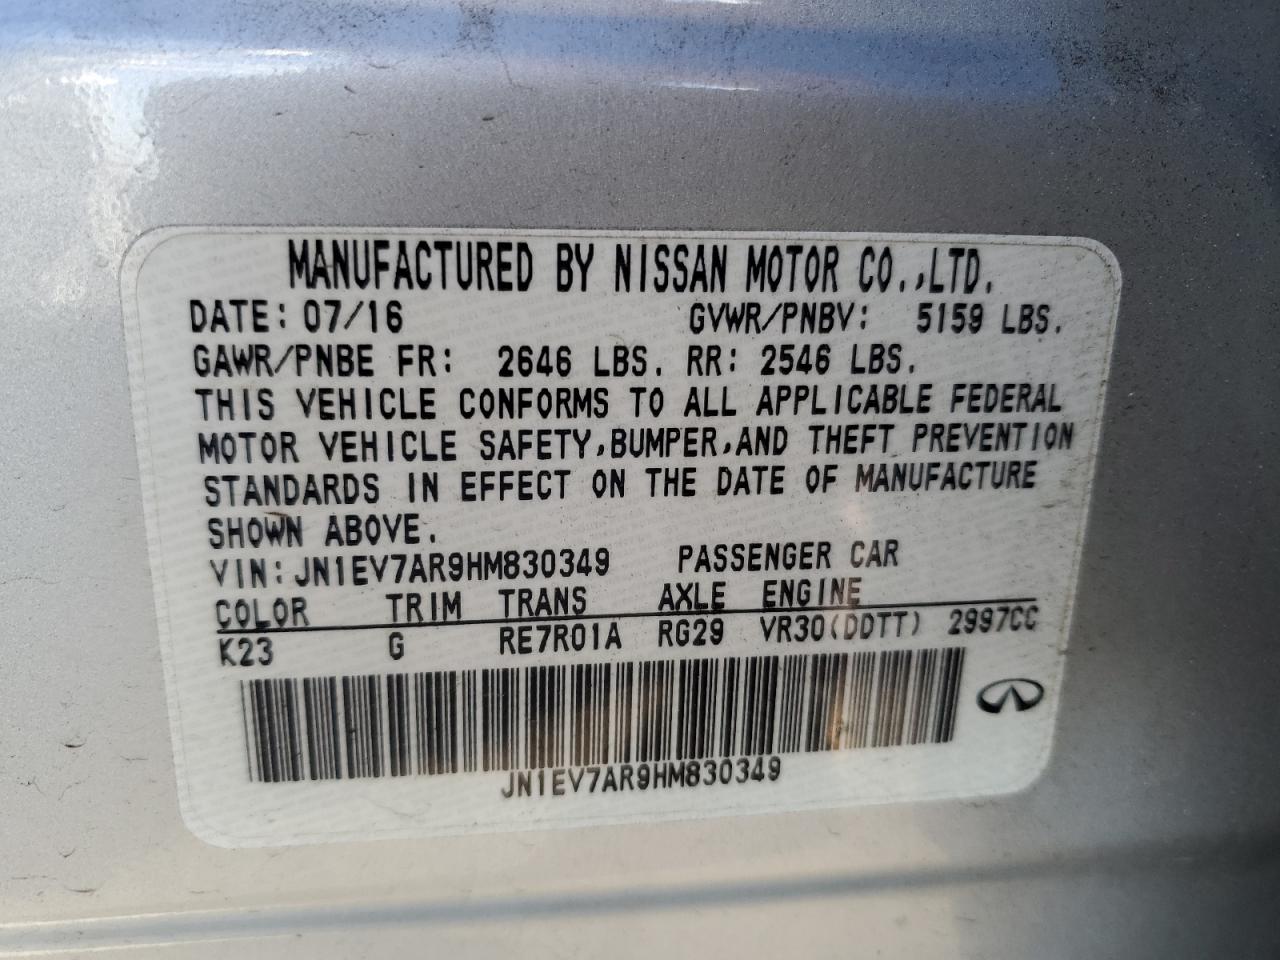 MANUFACTURED BY NISSAN MOTOR CO.,LTD.
DATE: 07/16 GVWR/PNBV: 5159 LBS.
GAWR/PNBE FR: 2646 LBS. RR: 2546 LBS.
THIS VEHICLE CONFORMS TO ALL APPLICABLE FEDERAL
MOTOR VEHICLE SAFETY,BUMPER,AND THEFT PREVENTION
STANDARDS IN EFFECT ON THE DATE OF MANUFACTURE
SHOWN ABOVE.
VIN: JN1EV7AR9HM830349 PASSENGER CAR
COLOR TRIM TRANS AXLE ENGINE
K23 G RE7R01A RG29 VR30(DDTT) 2997CC
JN1EV7AR9HM830349